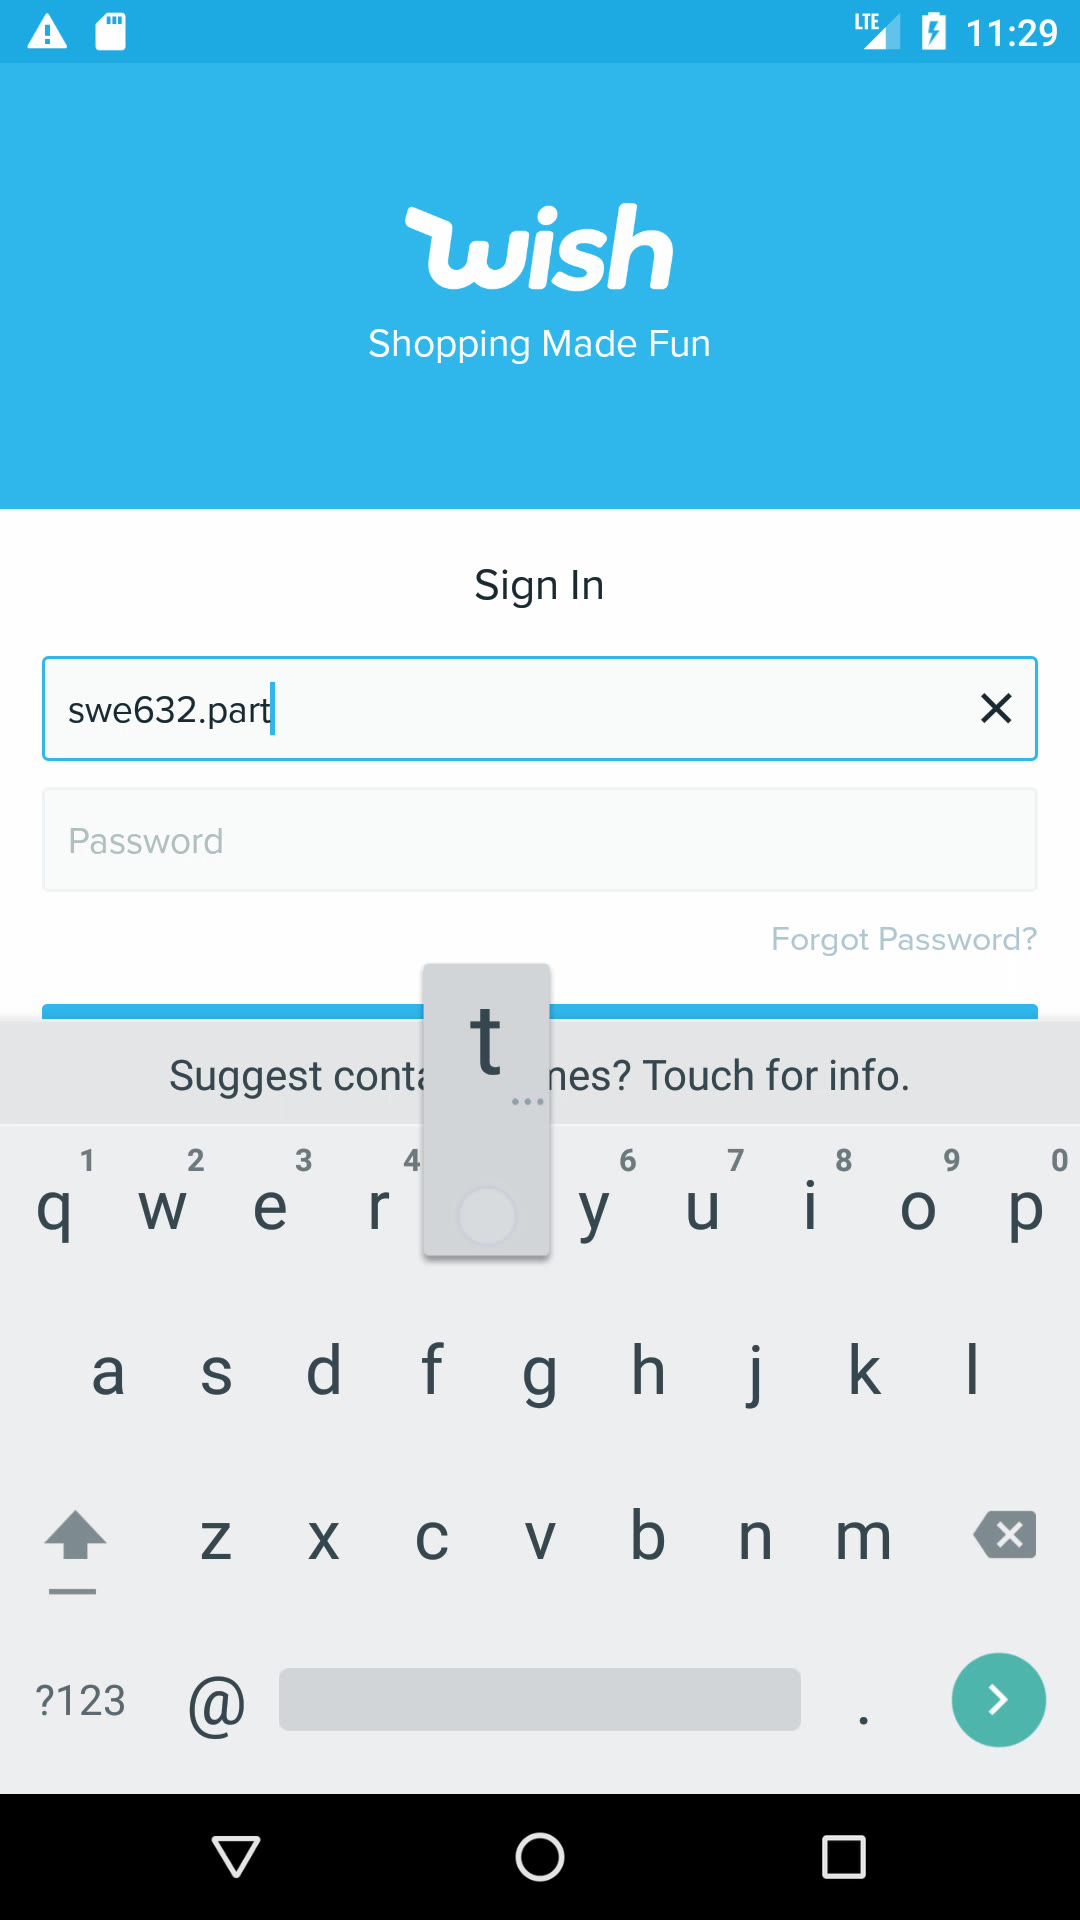 LTE 11:29
wish
Shopping Made Fun
Sign In
swe632.part
Password
Forgot Password?
t
Suggest conta mes? Touch for info.
1 2 3 4 6 7 8 9 0
q w e r y u i o p
a s d f g h j k l
z x c v b n m
?123 @ .